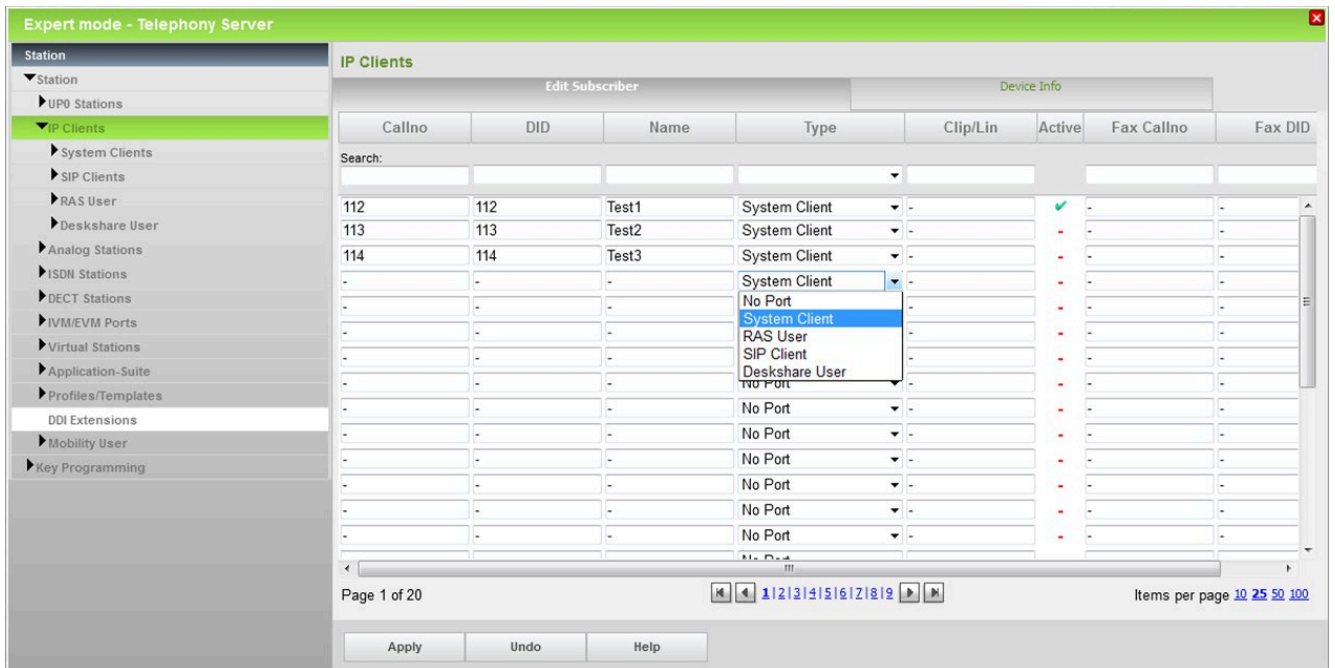 Expert mode - Telephony Server
Station
Station
UP0 Stations
IP Clients
System Clients
SIP Clients
RAS User
Deskshare User
Analog Stations
ISDN Stations
DECT Stations
IVM/EVM Ports
Virtual Stations
Application-Suite
Profiles/Templates
DDI Extensions
Mobility User
Key Programming
IP Clients
Edit Subscriber Device Info
Callno DID Name Type Clip/Lin Active Fax Callno Fax DID
Search:
112 112 Test1 System Client - ✔ - -
113 113 Test2 System Client - - - -
114 114 Test3 System Client - - - -
- - - System Client - - - -
No Port
System Client
RAS User
SIP Client
Deskshare User
- - - No Port - - - -
- - - No Port - - - -
- - - No Port - - - -
- - - No Port - - - -
- - - No Port - - - -
- - - No Port - - - -
- - - No Port - - - -
Page 1 of 20 1|2|3|4|5|6|7|8|9 Items per page 10 25 50 100
Apply Undo Help